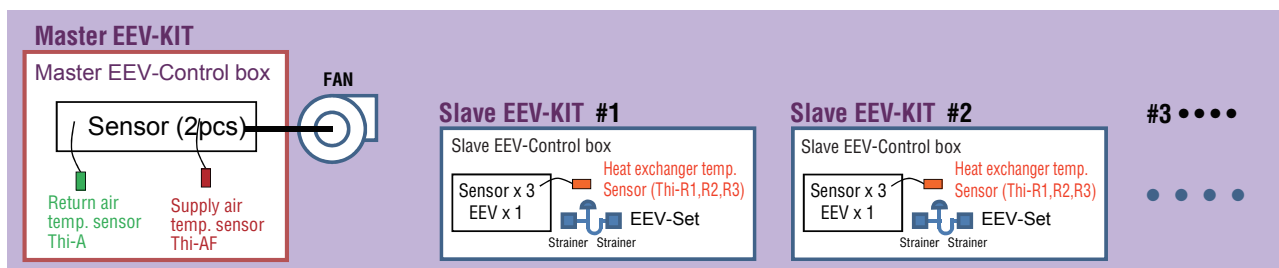 Master EEV-KIT
Master EEV-Control box
Sensor (2pcs)
Return air
temp. sensor
Thi-A
Supply air
temp. sensor
Thi-AF
FAN
Slave EEV-KIT #1
Slave EEV-Control box
Sensor x 3
EEV x 1
Heat exchanger temp.
Sensor (Thi-R1,R2,R3)
EEV-Set
Strainer Strainer
Slave EEV-KIT #2
Slave EEV-Control box
Sensor x 3
EEV x 1
Heat exchanger temp.
Sensor (Thi-R1,R2,R3)
EEV-Set
Strainer Strainer
#3 ••••